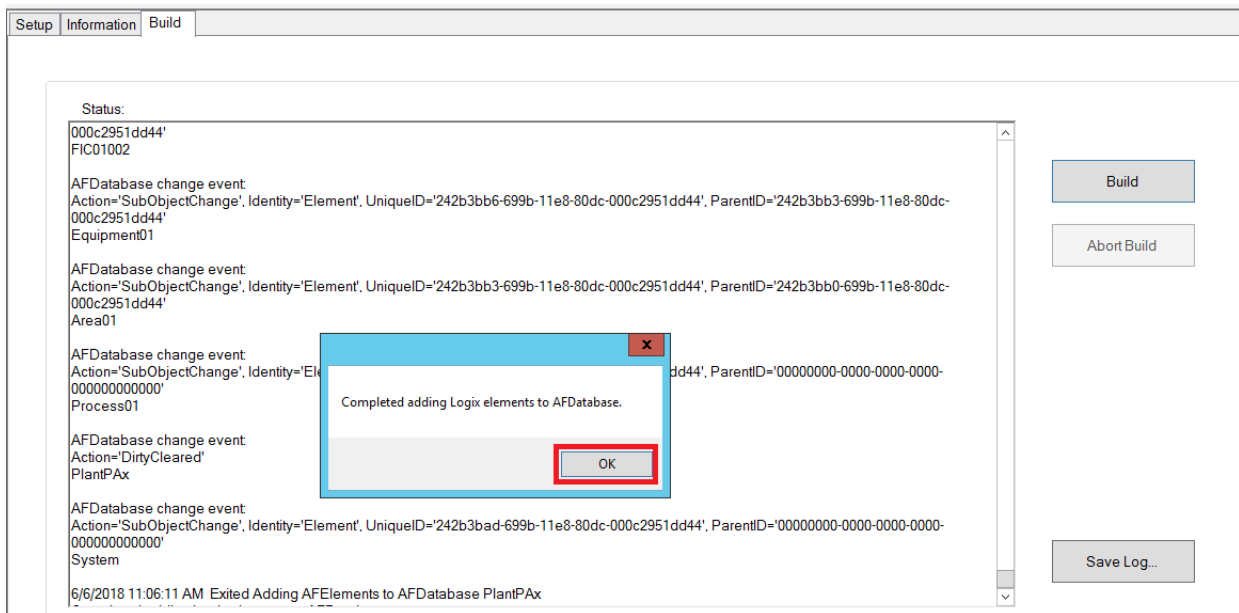 Setup Information Build
Status:
000c2951dd44'
FIC01002
AFDatabase change event:
Action='SubObjectChange', Identity='Element', UniqueID='242b3bb6-699b-11e8-80dc-000c2951dd44', ParentID='242b3bb3-699b-11e8-80dc-
000c2951dd44'
Equipment01
AFDatabase change event:
Action='SubObjectChange', Identity='Element', UniqueID='242b3bb3-699b-11e8-80dc-000c2951dd44', ParentID='242b3bb0-699b-11e8-80dc-
000c2951dd44'
Area01
AFDatabase change event:
Action='SubObjectChange', Identity='Ele dd44', ParentID='00000000-0000-0000-0000-
000000000000'
Process01
AFDatabase change event:
Action='DirtyCleared'
PlantPAx
AFDatabase change event:
Action='SubObjectChange', Identity='Element', UniqueID='242b3bad-699b-11e8-80dc-000c2951dd44', ParentID='00000000-0000-0000-0000-
000000000000'
System
6/6/2018 11:06:11 AM Exited Adding AFElements to AFDatabase PlantPAx
x
Completed adding Logix elements to AFDatabase.
OK
Build
Abort Build
Save Log...